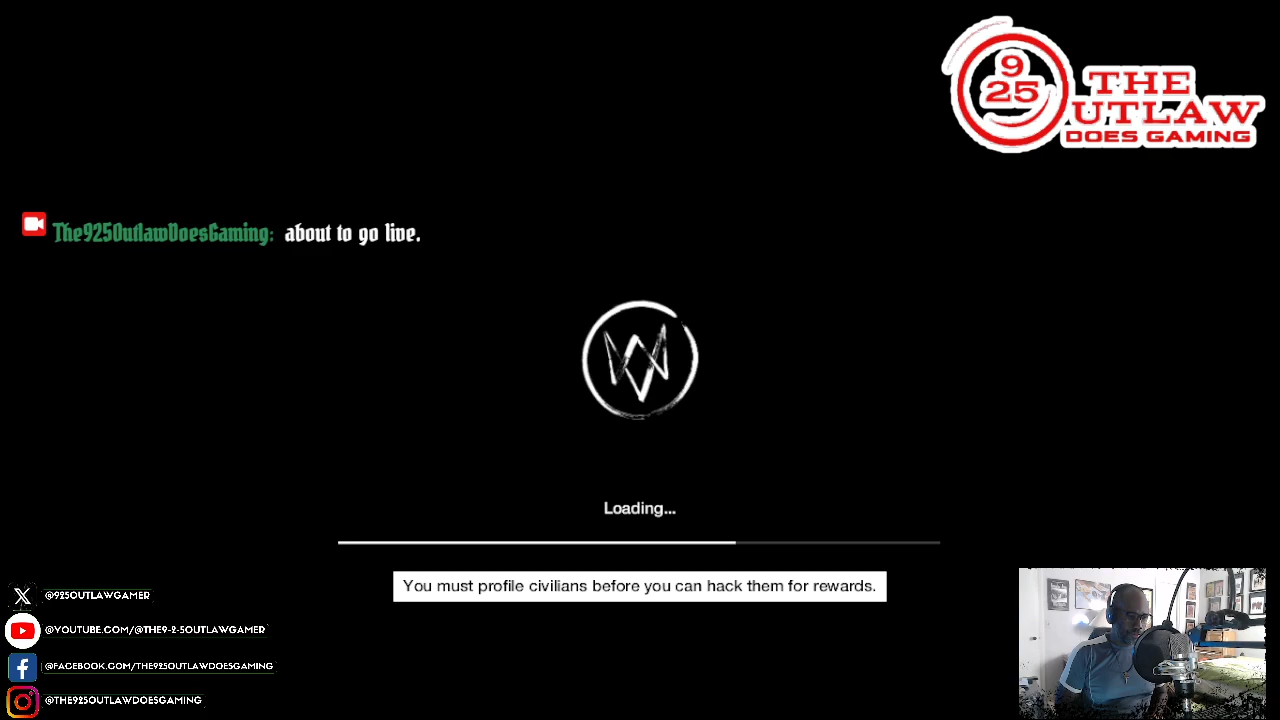 9
25
THE
OUTLAW
DOES GAMING
The925OutlawDoesGaming: about to go live.
Loading...
You must profile civilians before you can hack them for rewards.
@925OUTLAWGAMER
@YOUTUBE.COM/@THE9-2-5OUTLAWGAMER
@FACEBOOK.COM/THE925OUTLAWDOESGAMING
@THE925OUTLAWDOESGAMING